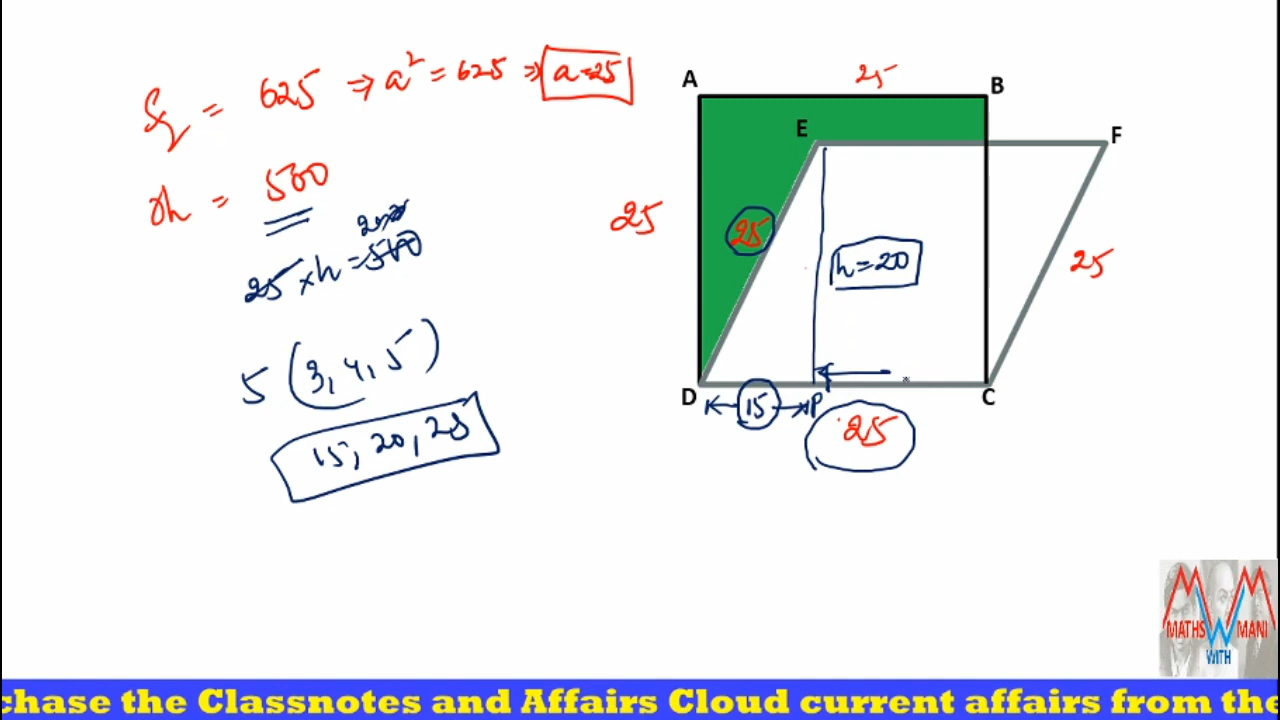 Sq = 625 ⇒ a² = 625 ⇒ a=25
rh = 500
25 × h = 500
5 (3, 4, 5)
15, 20, 25
A 25 B
E F
25 25 h=20 25
D 15 P C
25
MATHS WITH MANI
chase the Classnotes and Affairs Cloud current affairs from the